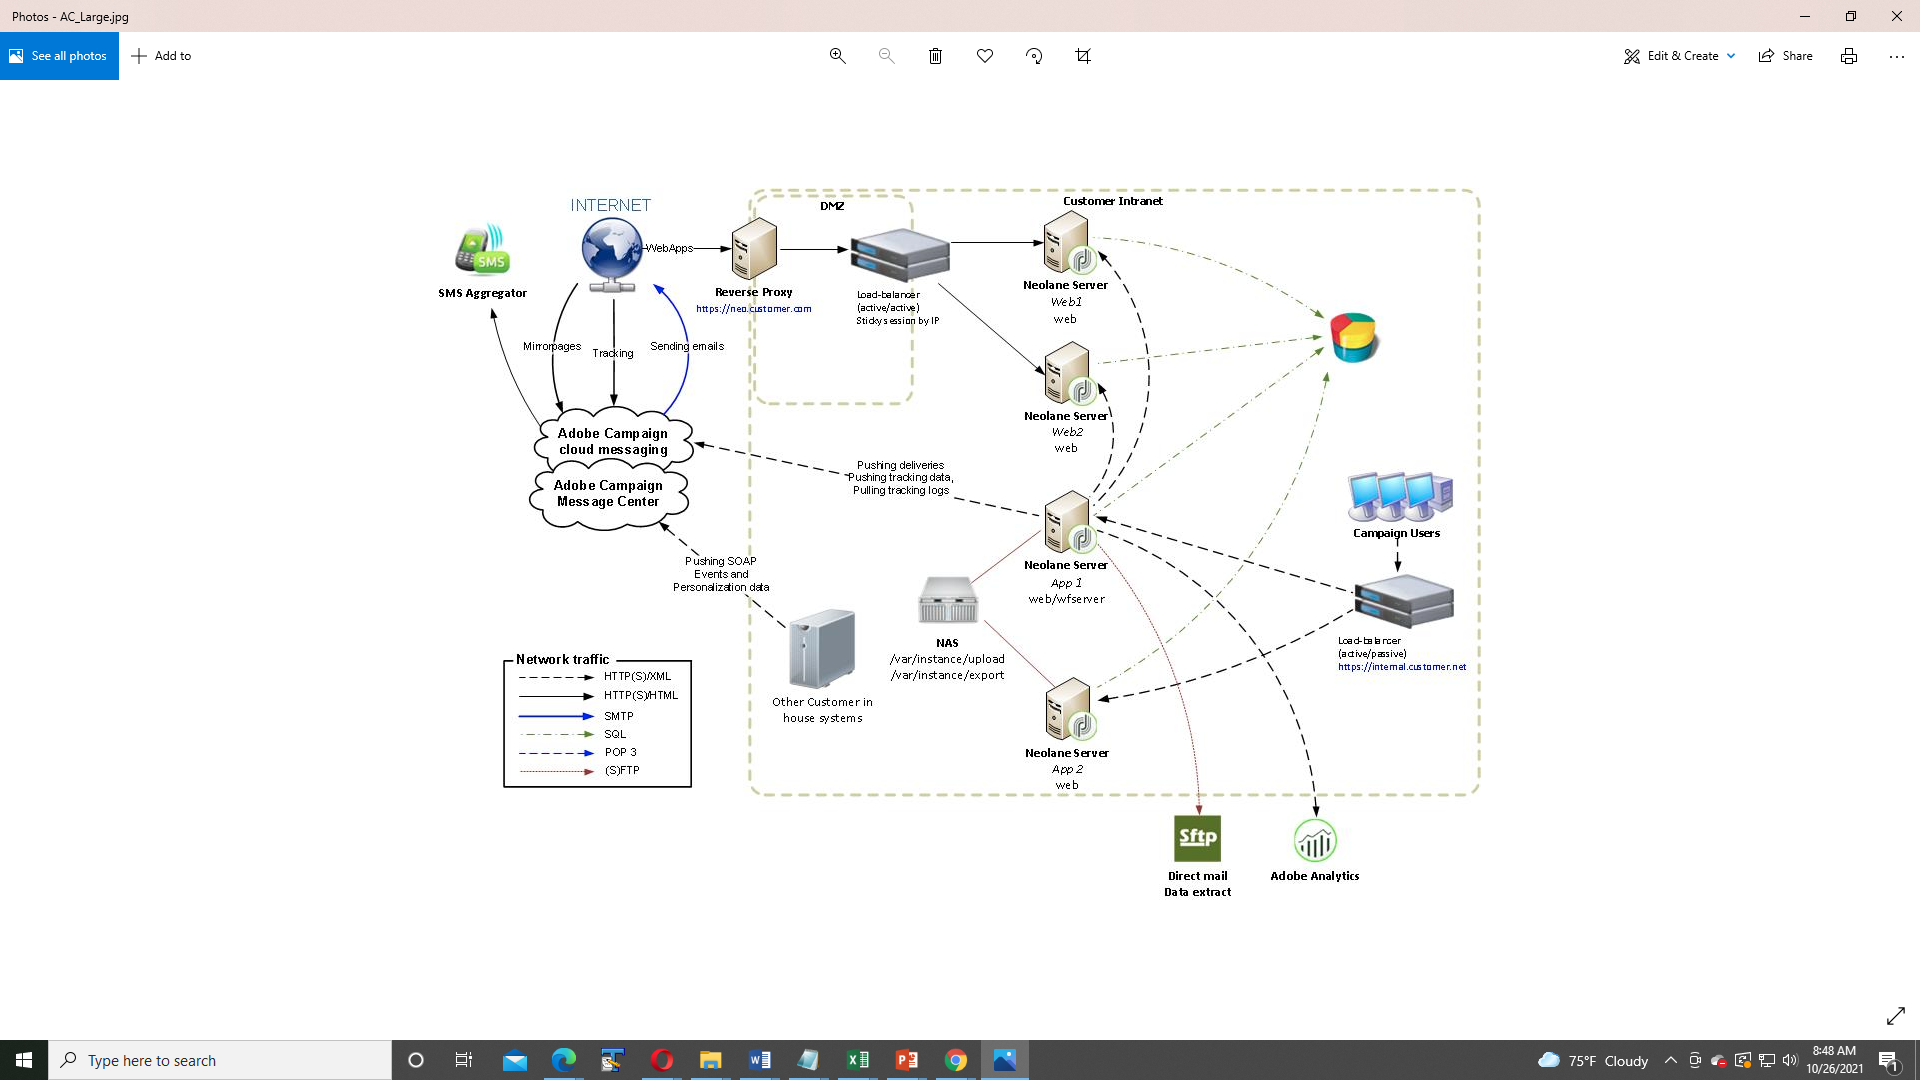 Photos - AC_Large.jpg
See all photos
Add to
Edit & Create
Share
INTERNET
DMZ
Customer Intranet
WebApps
SMS
SMS Aggregator
Reverse Proxy
https://neo.customer.com
Load-balancer
(active/active)
Sticky session by IP
Neolane Server
Web1
web
Mirropages
Tracking
Sending emails
Neolane Server
Web2
web
Adobe Campaign
cloud messaging
Adobe Campaign
Message Center
Pushing deliveries
Pushing tracking data,
Pulling tracking logs
Campaign Users
Pushing SOAP
Events and
Personalization data
Neolane Server
App 1
web/wfserver
NAS
/var/instance/upload
/var/instance/export
Load-balancer
(active/passive)
https://internal.customer.net
Other Customer in
house systems
Neolane Server
App 2
web
Network traffic
HTTP(S)/XML
HTTP(S)/HTML
SMTP
SQL
POP 3
(S)FTP
Sftp
Direct mail
Data extract
Adobe Analytics
Type here to search
75°F Cloudy
8:48 AM
10/26/2021
1